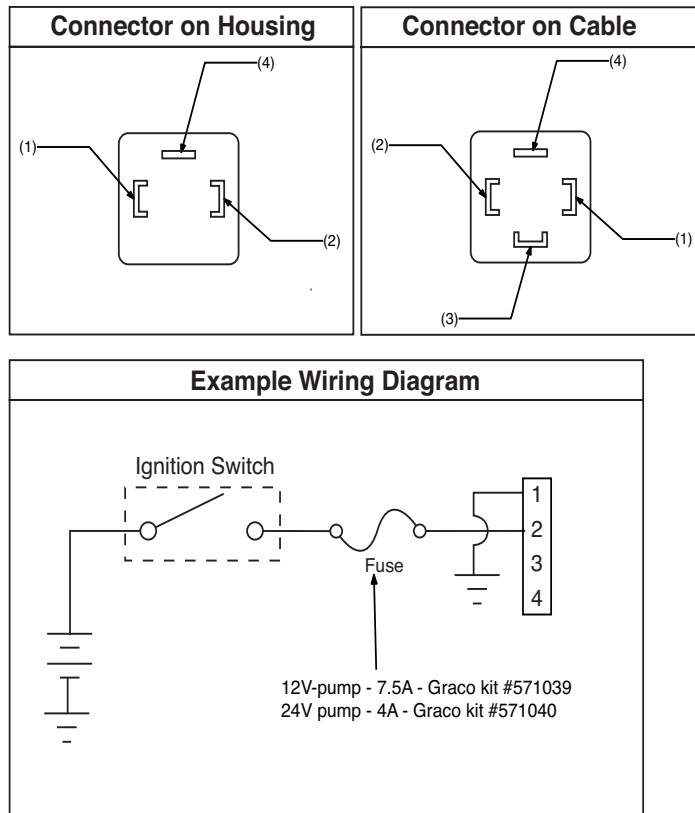 Connector on Housing
(4)
(1)
(2)
Connector on Cable
(4)
(2)
(1)
(3)
Example Wiring Diagram
Ignition Switch
Fuse
1
2
3
4
12V-pump - 7.5A - Graco kit #571039
24V pump - 4A - Graco kit #571040